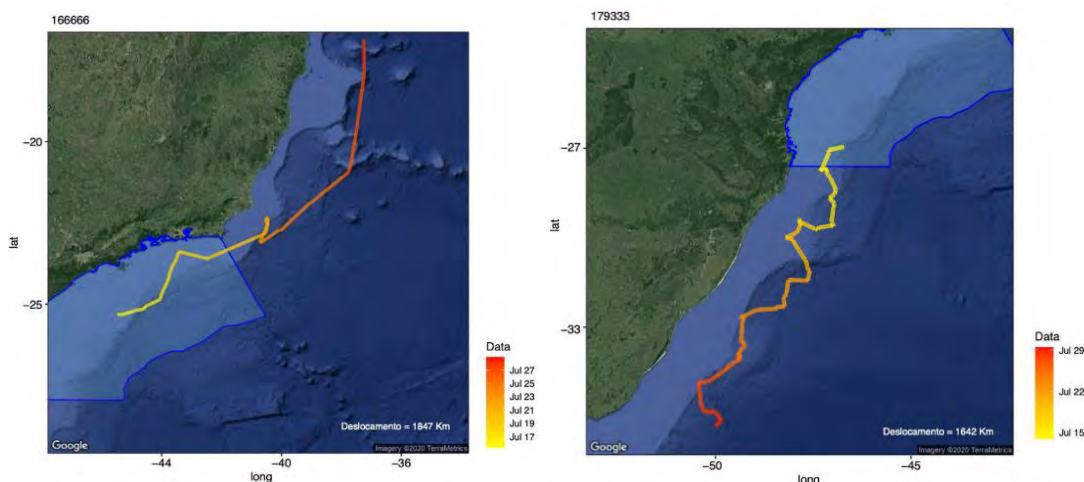 166666
lat
-20
-25
-44
-40
-36
long
Google
Deslocamento = 1847 Km
Imagery ©2020 TerraMetrics
Data
Jul 27
Jul 25
Jul 23
Jul 21
Jul 19
Jul 17
179333
lat
-27
-33
-50
-45
long
Google
Deslocamento = 1642 Km
Imagery ©2020 TerraMetrics
Data
Jul 29
Jul 22
Jul 15